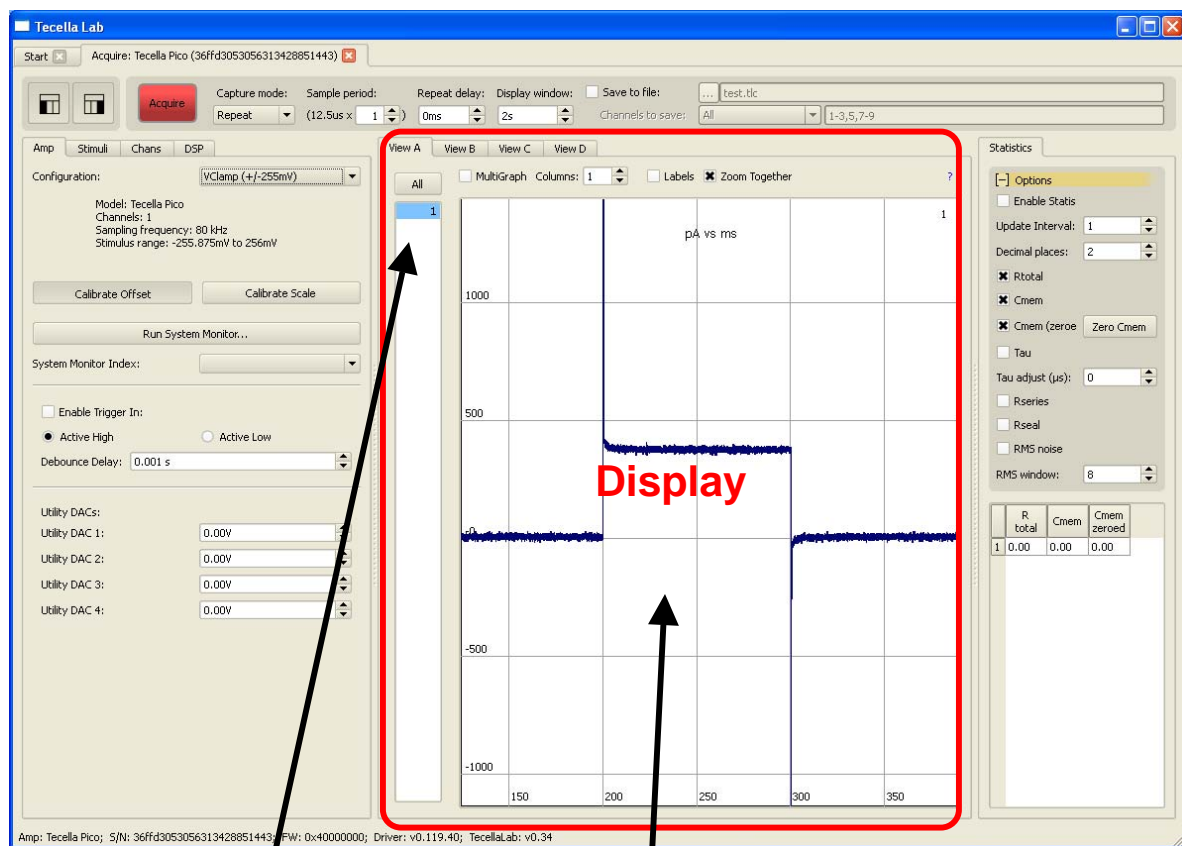 Tecella Lab
Start
Acquire: Tecella Pico (36ffd3053056313428851443)
Acquire
Capture mode:
Repeat
Sample period:
(12.5us x 1 )
Repeat delay:
0ms
Display window:
2s
Save to file:
... test.tlc
Channels to save:
All
1-3,5,7-9
Amp Stimuli Chans DSP
Configuration: VClamp (+/-255mV)
Model: Tecella Pico
Channels: 1
Sampling frequency: 80 kHz
Stimulus range: -255.875mV to 256mV
Calibrate Offset Calibrate Scale
Run System Monitor...
System Monitor Index:
Enable Trigger In:
Active High Active Low
Debounce Delay: 0.001 s
Utility DACs:
Utility DAC 1: 0.00V
Utility DAC 2: 0.00V
Utility DAC 3: 0.00V
Utility DAC 4: 0.00V
View A View B View C View D
All
MultiGraph Columns: 1 Labels Zoom Together ?
1
1
pA vs ms
1000
500
-0
-500
-1000
150 200 250 300 350
Display
Statistics
[-] Options
Enable Statis
Update Interval: 1
Decimal places: 2
Rtotal
Cmem
Cmem (zeroe Zero Cmem
Tau
Tau adjust (µs): 0
Rseries
Rseal
RMS noise
RMS window: 8
R total Cmem Cmem zeroed
1 0.00 0.00 0.00
Amp: Tecella Pico; S/N: 36ffd3053056313428851443; FW: 0x40000000; Driver: v0.119.40; TecellaLab: v0.34